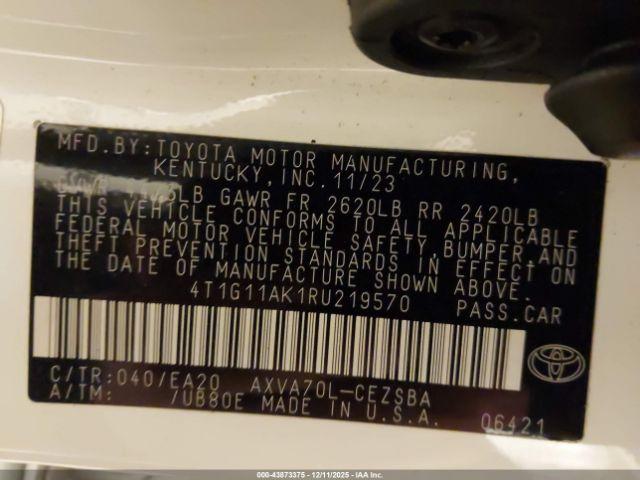 MFD.BY:TOYOTA MOTOR MANUFACTURING,
KENTUCKY, INC. 11/23
GAWR FR 2620LB RR 2420LB
THIS VEHICLE CONFORMS TO ALL APPLICABLE
FEDERAL MOTOR VEHICLE SAFETY, BUMPER, AND
THEFT PREVENTION STANDARDS IN EFFECT ON
THE DATE OF MANUFACTURE SHOWN ABOVE.
4T1G11AK1RU219570 PASS.CAR
C/TR:040/EA20 AXVA70L-CEZSBA
A/TM: /UB80E MADE IN U.S.A. 06421
TOYOTA
000-43873375 - 12/11/2025 - IAA Inc.